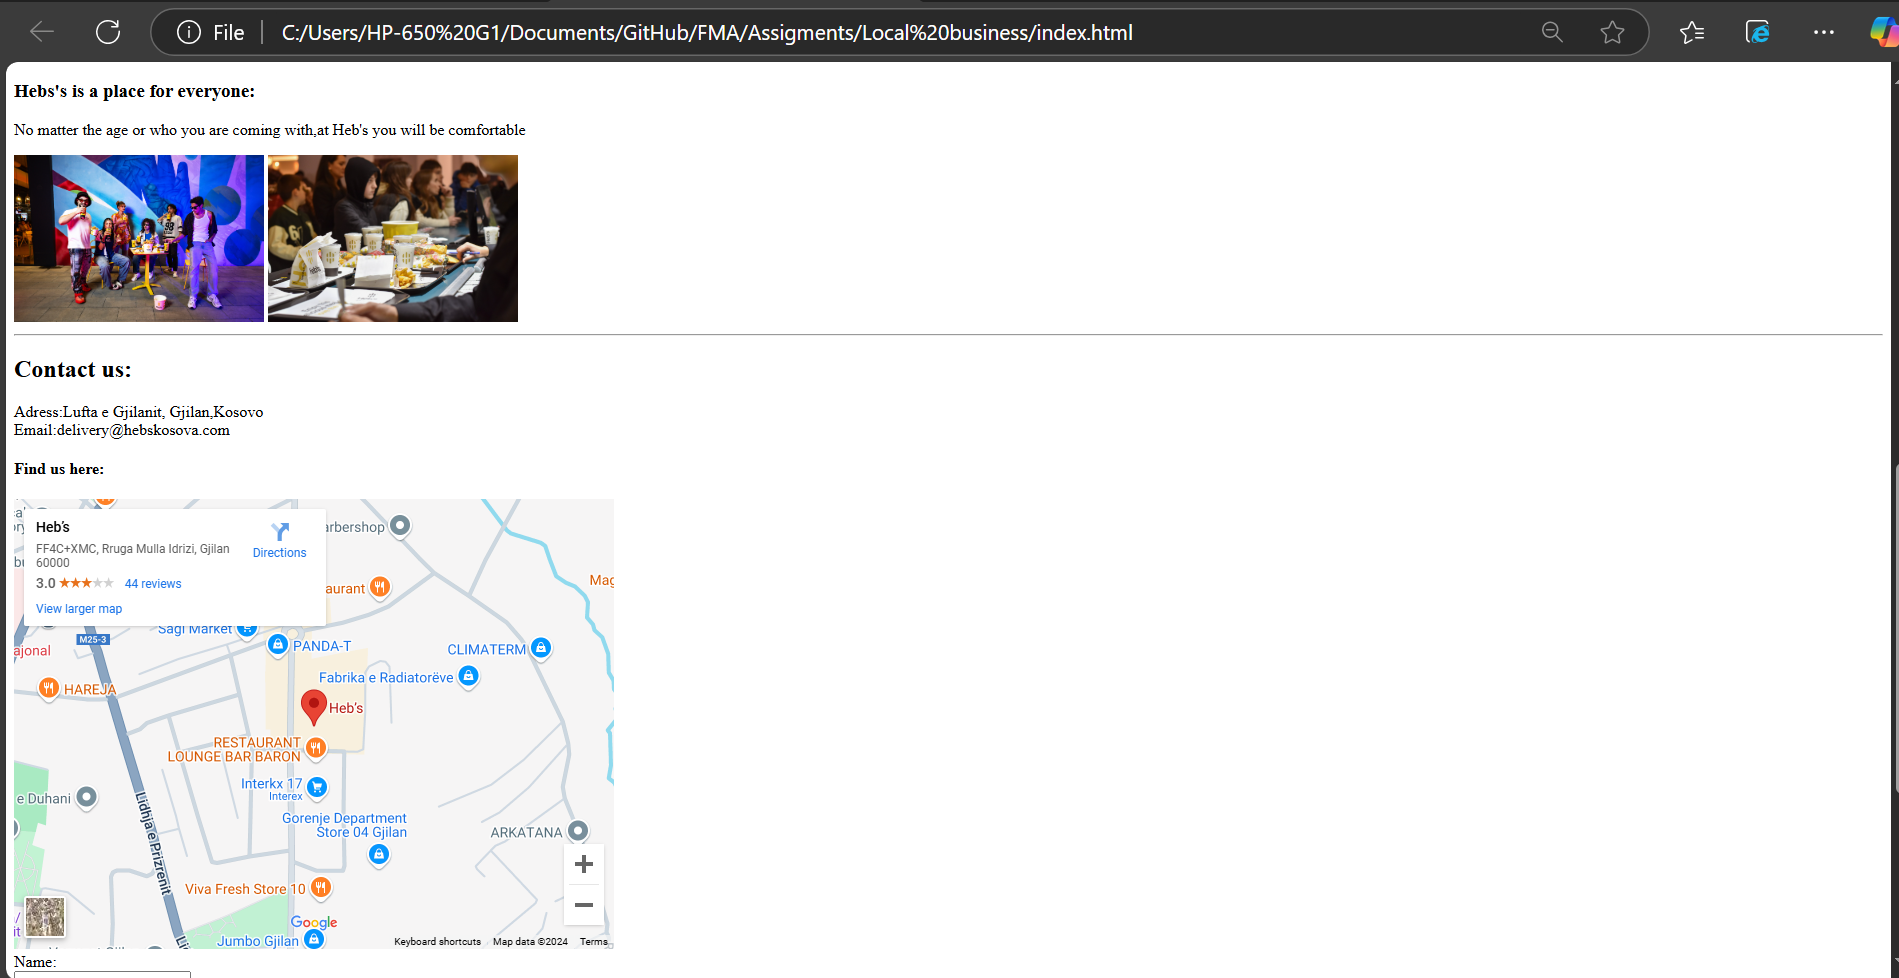 File
C:/Users/HP-650%20G1/Documents/GitHub/FMA/Assigments/Local%20business/index.html
Hebs's is a place for everyone:
No matter the age or who you are coming with,at Heb's you will be comfortable
Contact us:
Adress:Lufta e Gjilanit, Gjilan,Kosovo
Email:delivery@hebskosova.com
Find us here:
Heb's
FF4C+XMC, Rruga Mulla Idrizi, Gjilan
60000
3.0
44 reviews
View larger map
Directions
arbershop
aurant
Mag
Sagi Market
M25-3
PANDA-T
CLIMATERM
ajonal
Fabrika e Radiatorëve
HAREJA
Heb's
RESTAURANT
LOUNGE BAR BARON
Interkx 17
Interex
e Duhani
Gorenje Department
Store 04 Gjilan
ARKATANA
Lidhja e Prizrenit
Viva Fresh Store 10
Google
Jumbo Gjilan
Keyboard shortcuts
Map data ©2024
Terms
Name: